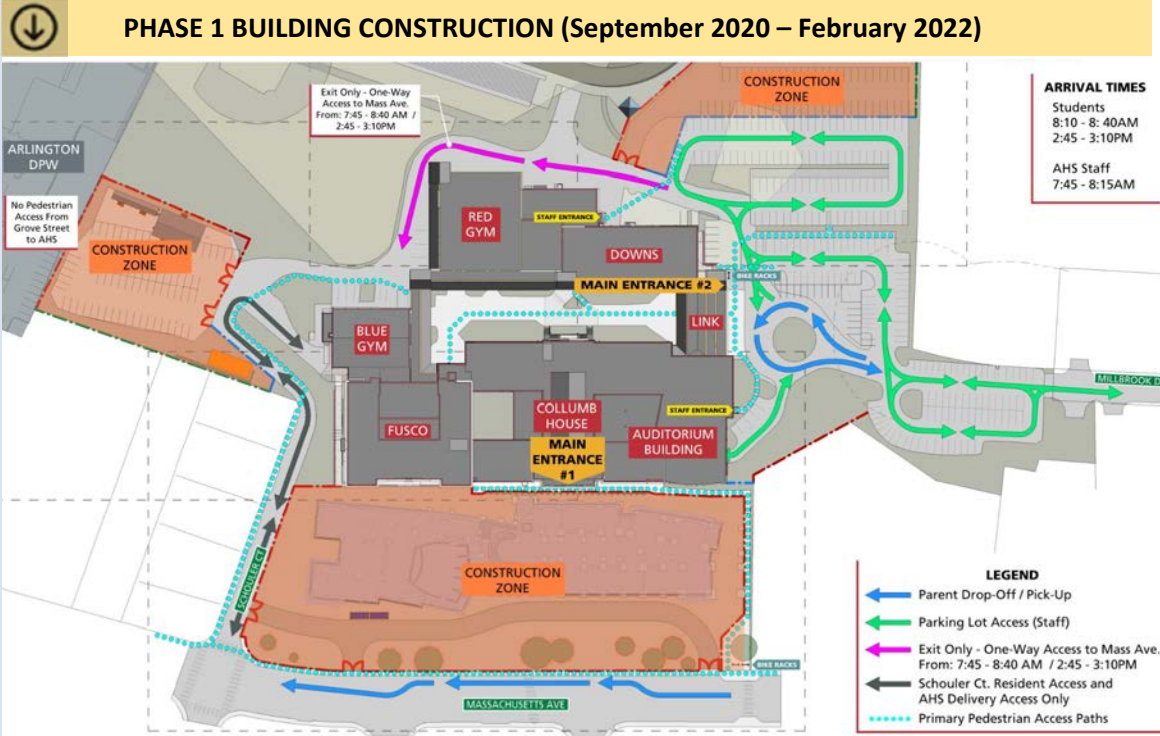 PHASE 1 BUILDING CONSTRUCTION (September 2020 – February 2022)
Exit Only - One-Way
Access to Mass Ave.
From: 7:45 - 8:40 AM /
2:45 - 3:10PM
CONSTRUCTION
ZONE
ARRIVAL TIMES
Students
8:10 - 8: 40AM
2:45 - 3:10PM
AHS Staff
7:45 - 8:15AM
ARLINGTON
DPW
No Pedestrian
Access From
Grove Street
to AHS
CONSTRUCTION
ZONE
RED
GYM
STAFF ENTRANCE
DOWNS
BIKE RACKS
MAIN ENTRANCE #2
LINK
BLUE
GYM
MILLBROOK D
FUSCO
COLLUMB
HOUSE
STAFF ENTRANCE
AUDITORIUM
BUILDING
MAIN
ENTRANCE
#1
SCHOULER CT
CONSTRUCTION
ZONE
BIKE RACKS
MASSACHUSETTS AVE
LEGEND
Parent Drop-Off / Pick-Up
Parking Lot Access (Staff)
Exit Only - One-Way Access to Mass Ave.
From: 7:45 - 8:40 AM / 2:45 - 3:10PM
Schouler Ct. Resident Access and
AHS Delivery Access Only
Primary Pedestrian Access Paths